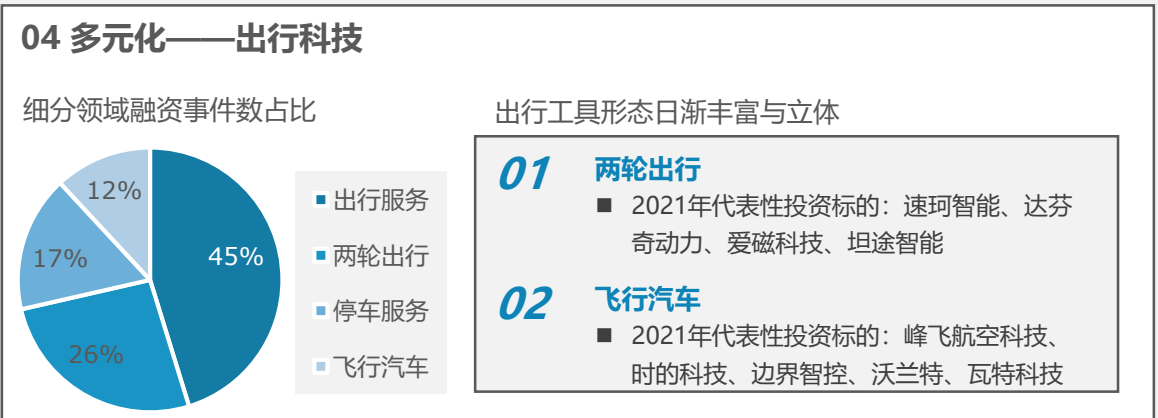 04 多元化——出行科技
细分领域融资事件数占比
12%
45%
17%
26%
出行服务
两轮出行
停车服务
飞行汽车
出行工具形态日渐丰富与立体
01 两轮出行
■ 2021年代表性投资标的：速珂智能、达芬
奇动力、爱磁科技、坦途智能
02 飞行汽车
■ 2021年代表性投资标的：峰飞航空科技、
时的科技、边界智控、沃兰特、瓦特科技